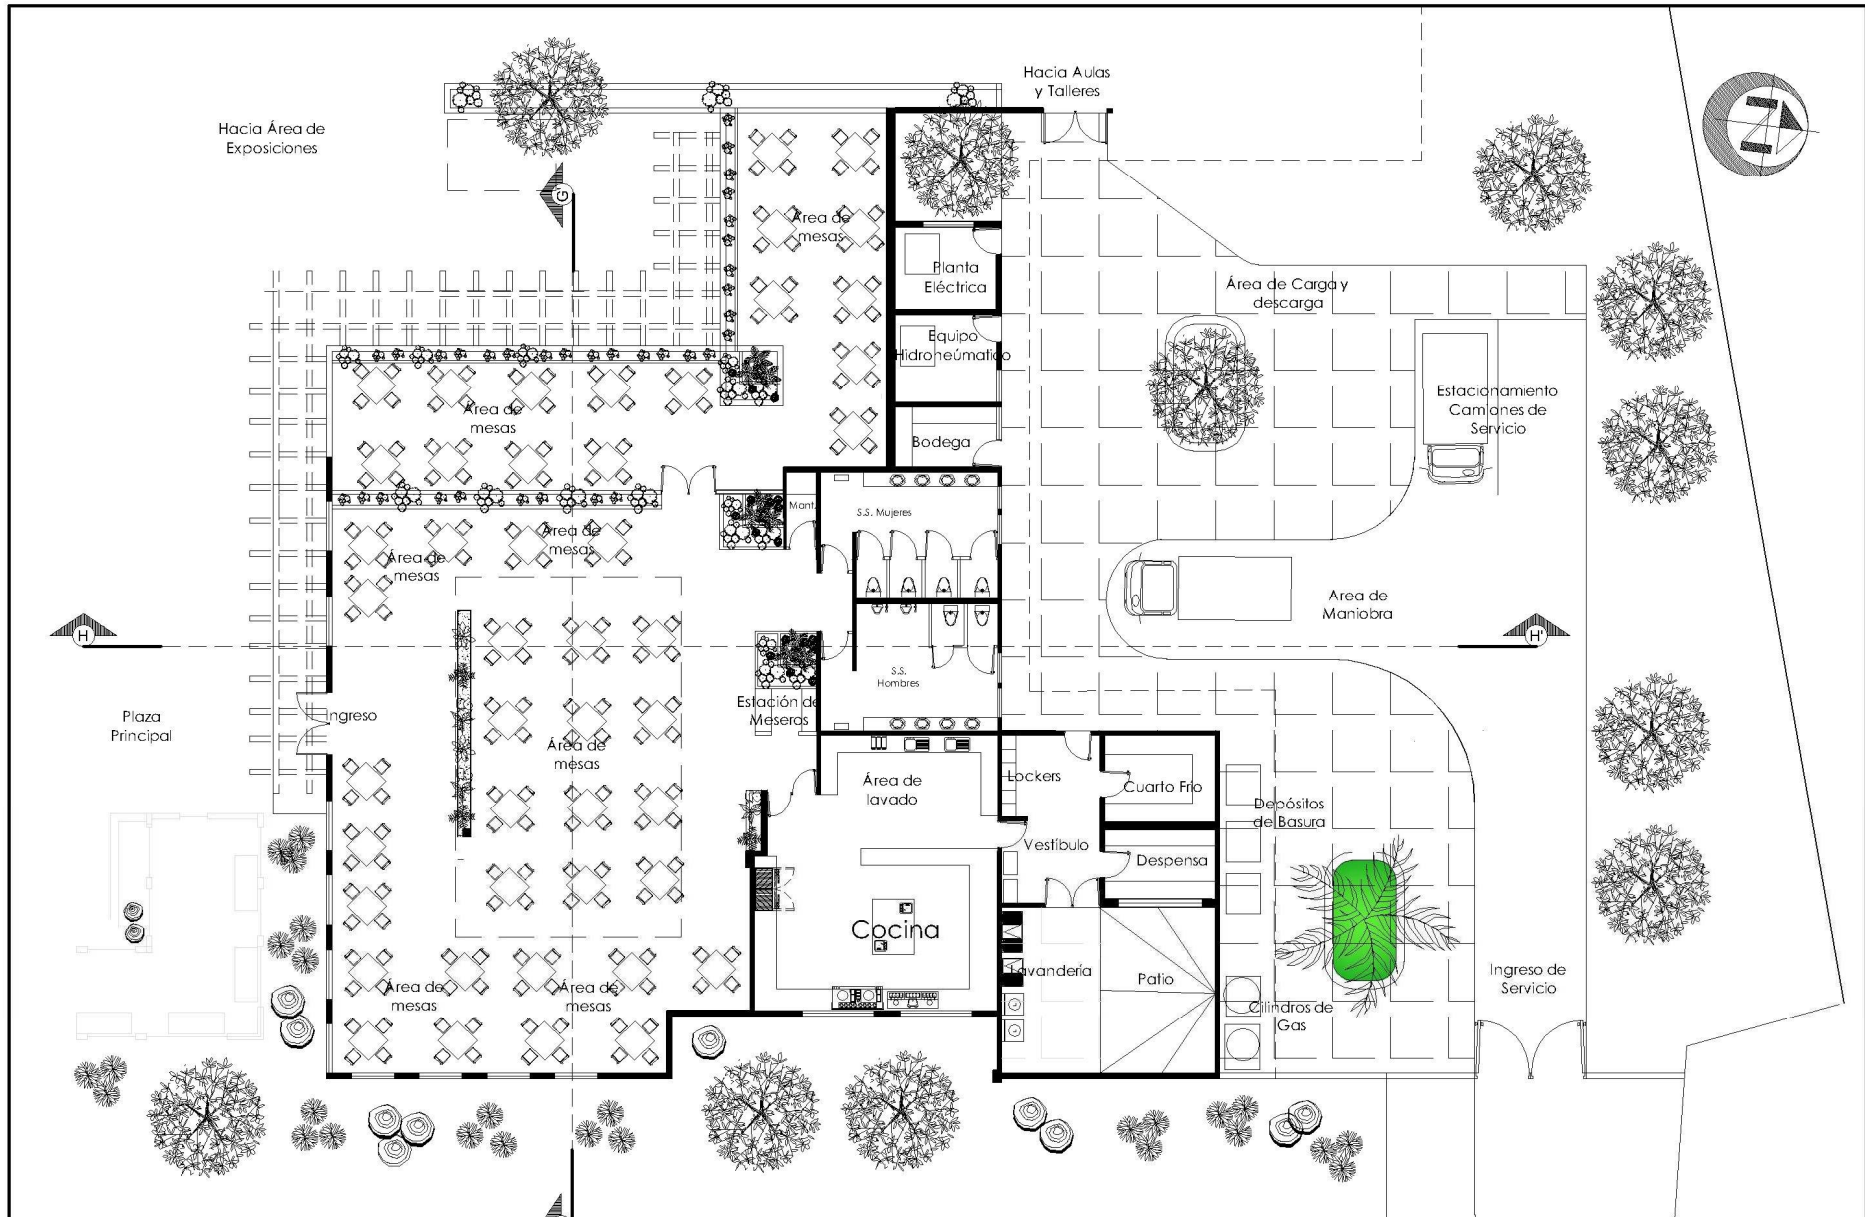 Hacia Aulas
y Talleres
Hacia Área de
Exposiciones
N
G'
Área de
mesas
Planta
Eléctrica
Área de Carga y
descarga
Equipo
Hidroneúmatico
Estacionamiento
Camiones de
Servicio
Área de
mesas
Bodega
Mant.
S.S. Mujeres
Área de
mesas
Área de
mesas
Area de
Maniobra
H
H'
S.S.
Hombres
Plaza
Principal
Ingreso
Estación de
Meseros
Área de
mesas
Área de
lavado
Lockers
Cuarto Frio
Depósitos
de Basura
Vestíbulo
Despensa
Cocina
Lavandería
Patio
Ingreso de
Servicio
Área de
mesas
Área de
mesas
Cilindros de
Gas